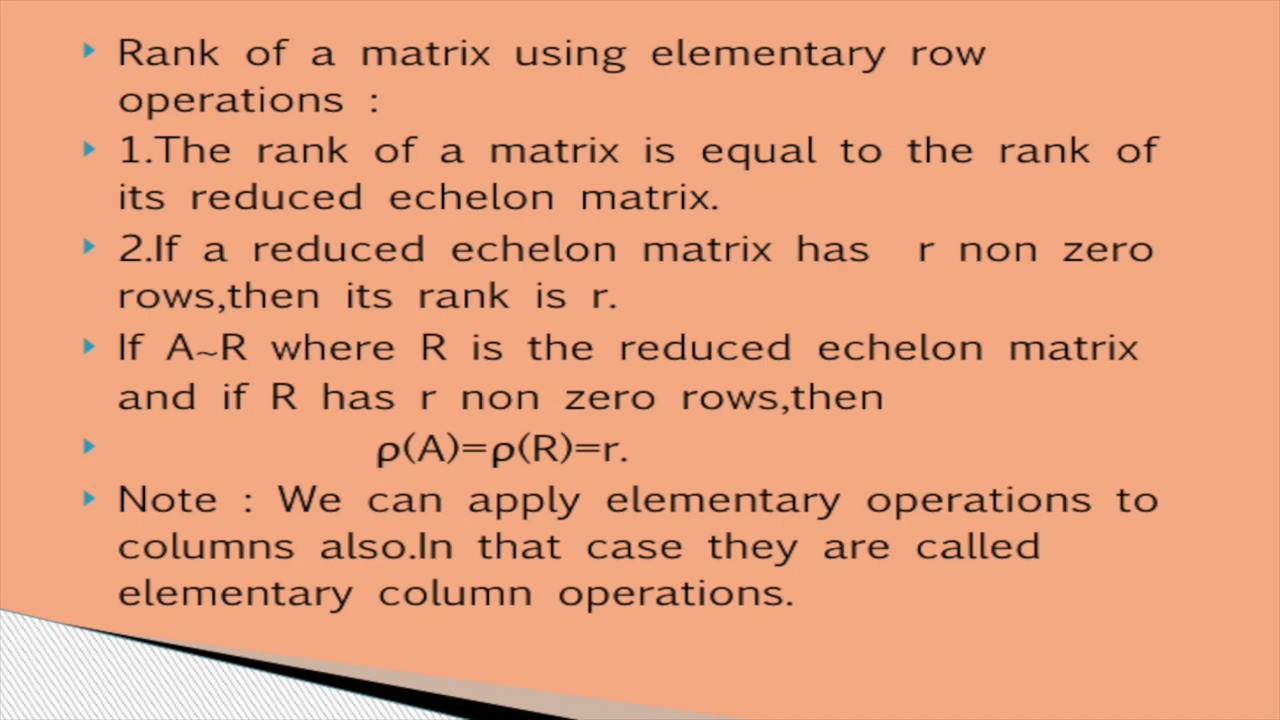 Rank of a matrix using elementary row
operations :
1.The rank of a matrix is equal to the rank of
its reduced echelon matrix.
2.If a reduced echelon matrix has r non zero
rows,then its rank is r.
If A~R where R is the reduced echelon matrix
and if R has r non zero rows,then
ρ(A)=ρ(R)=r.
Note : We can apply elementary operations to
columns also.In that case they are called
elementary column operations.